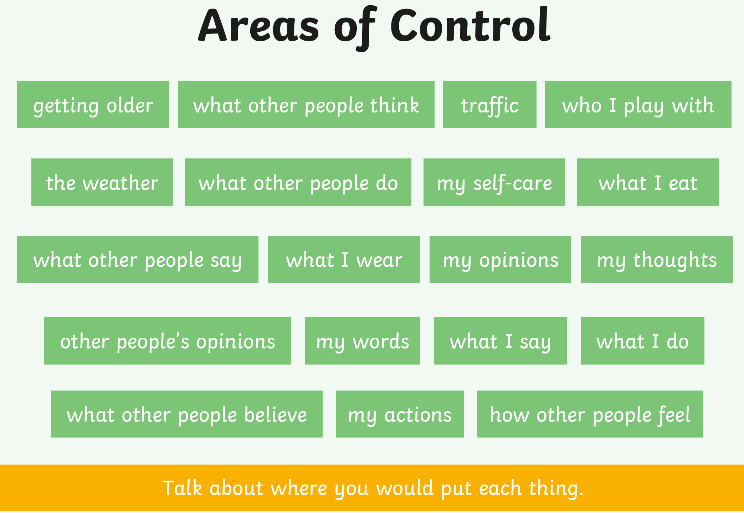 Areas of Control
getting older what other people think traffic who I play with
the weather what other people do my self-care what I eat
what other people say what I wear my opinions my thoughts
other people's opinions my words what I say what I do
what other people believe my actions how other people feel
Talk about where you would put each thing.